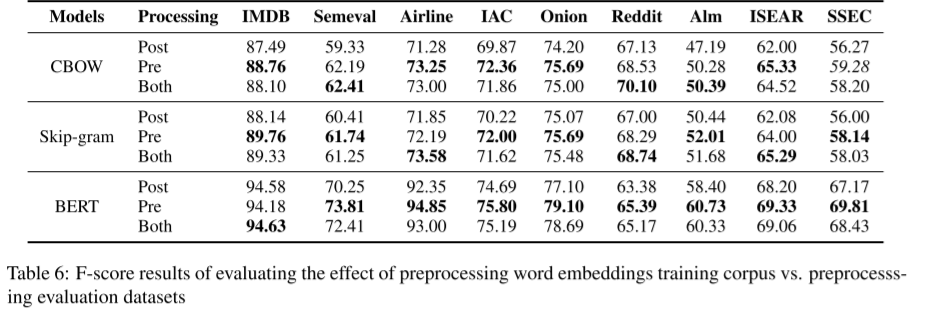 Models Processing IMDB Semeval Airline IAC Onion Reddit Alm ISEAR SSEC
Post 87.49 59.33 71.28 69.87 74.20 67.13 47.19 62.00 56.27
CBOW Pre 88.76 62.19 73.25 72.36 75.69 68.53 50.28 65.33 59.28
Both 88.10 62.41 73.00 71.86 75.00 70.10 50.39 64.52 58.20
Post 88.14 60.41 71.85 70.22 75.07 67.00 50.44 62.08 56.00
Skip-gram Pre 89.76 61.74 72.19 72.00 75.69 68.29 52.01 64.00 58.14
Both 89.33 61.25 73.58 71.62 75.48 68.74 51.68 65.29 58.03
Post 94.58 70.25 92.35 74.69 77.10 63.38 58.40 68.20 67.17
BERT Pre 94.18 73.81 94.85 75.80 79.10 65.39 60.73 69.33 69.81
Both 94.63 72.41 93.00 75.19 78.69 65.17 60.33 69.06 68.43
Table 6: F-score results of evaluating the effect of preprocessing word embeddings training corpus vs. preprocesss-
ing evaluation datasets